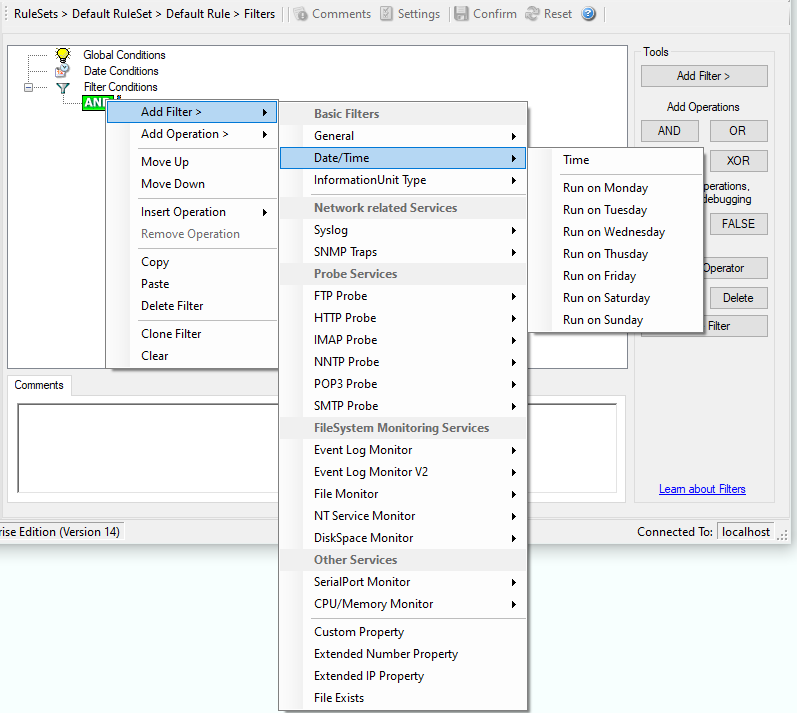 RuleSets > Default RuleSet > Default Rule > Filters Comments Settings Confirm Reset
Global Conditions
Date Conditions
Filter Conditions
AND
Add Filter >
Add Operation >
Move Up
Move Down
Insert Operation
Remove Operation
Copy
Paste
Delete Filter
Clone Filter
Clear
Basic Filters
General
Date/Time
InformationUnit Type
Network related Services
Syslog
SNMP Traps
Probe Services
FTP Probe
HTTP Probe
IMAP Probe
NNTP Probe
POP3 Probe
SMTP Probe
FileSystem Monitoring Services
Event Log Monitor
Event Log Monitor V2
File Monitor
NT Service Monitor
DiskSpace Monitor
Other Services
SerialPort Monitor
CPU/Memory Monitor
Custom Property
Extended Number Property
Extended IP Property
File Exists
Time
Run on Monday
Run on Tuesday
Run on Wednesday
Run on Thusday
Run on Friday
Run on Saturday
Run on Sunday
Tools
Add Filter >
Add Operations
AND OR
XOR
perations,
debugging
FALSE
Operator
Delete
Filter
Learn about Filters
Comments
rise Edition (Version 14) Connected To: localhost